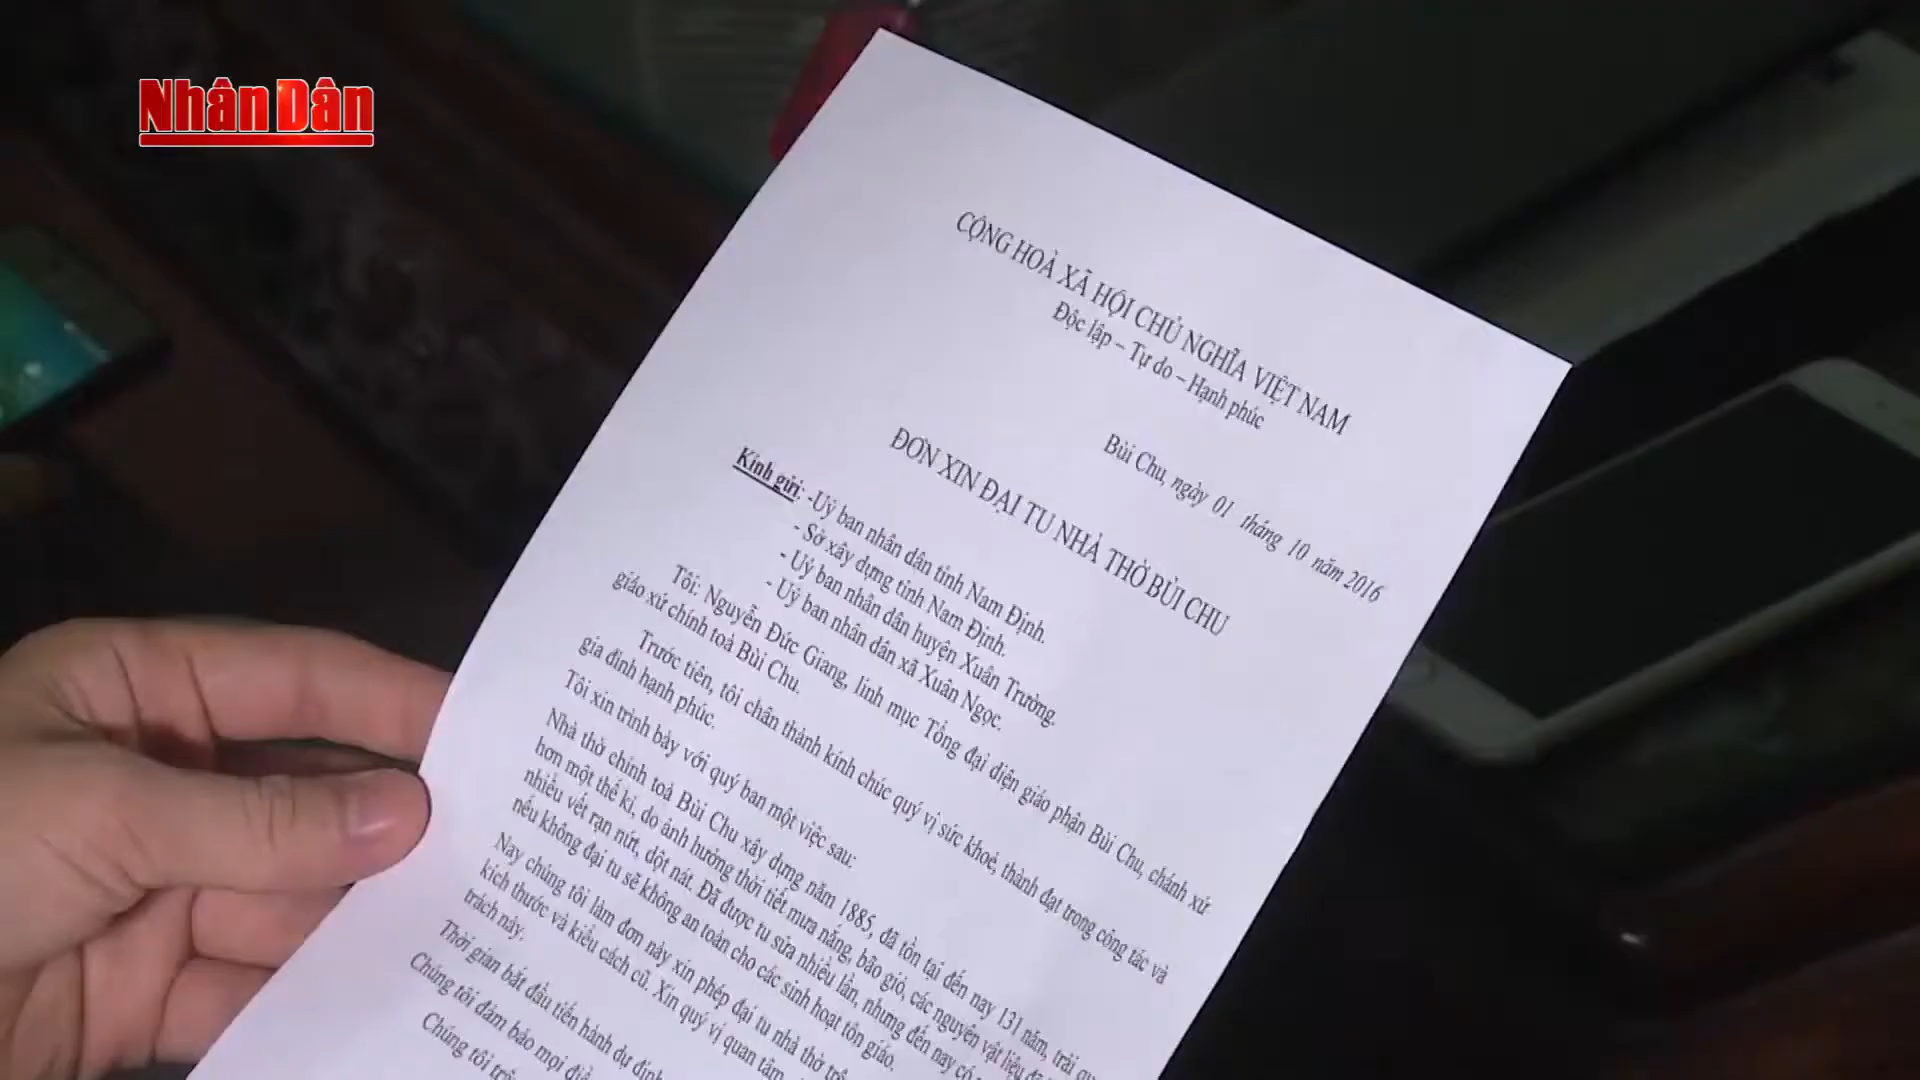 Nhân Dân
CỘNG HOÀ XÃ HỘI CHỦ NGHĨA VIỆT NAM
Độc lập – Tự do – Hạnh phúc
Bùi Chu, ngày 01 tháng 10 năm 2016
ĐƠN XIN ĐẠI TU NHÀ THỜ BÙI CHU
Kính gửi: -Uỷ ban nhân dân tỉnh Nam Định.
- Sở xây dựng tỉnh Nam Định.
- Uỷ ban nhân dân huyện Xuân Trường.
- Uỷ ban nhân dân xã Xuân Ngọc.
Tôi: Nguyễn Đức Giang, linh mục Tổng đại diện giáo phận Bùi Chu, chánh xứ
giáo xứ chính toà Bùi Chu.
Trước tiên, tôi chân thành kính chúc quý vị sức khoẻ, thành đạt trong công tác và
gia đình hạnh phúc.
Tôi xin trình bày với quý ban một việc sau:
Nhà thờ chính toà Bùi Chu xây dựng năm 1885, đã tồn tại đến nay 131 năm, trải
hơn một thế kỉ, do ảnh hưởng thời tiết mưa nắng, bão gió, các nguyên vật liệu
nhiều vết rạn nứt, dột nát. Đã được tu sửa nhiều lần, nhưng đến nay có
nếu không đại tu sẽ không an toàn cho các sinh hoạt tôn giáo.
Nay chúng tôi làm đơn này xin phép đại tu nhà thờ
kích thước và kiểu cách cũ. Xin quý vị quan tâm,
trách này.
Thời gian bắt đầu tiến hành dự định
Chúng tôi đảm bảo mọi
Chúng tôi